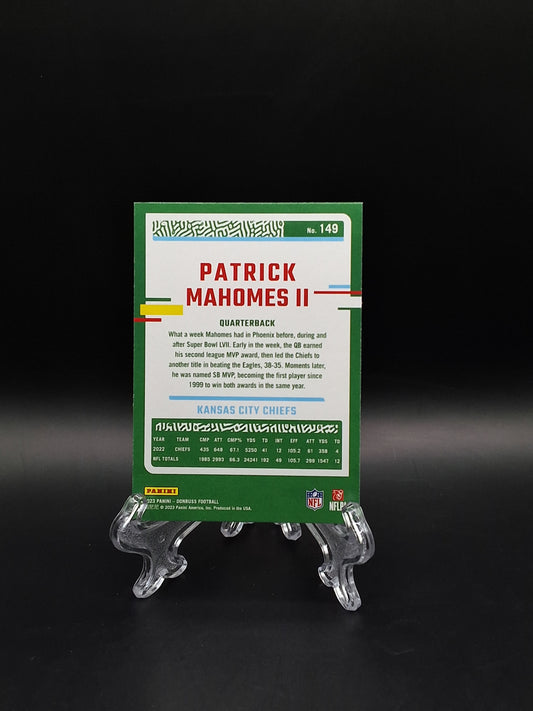 No. 149
PATRICK
MAHOMES II
QUARTERBACK
What a week Mahomes had in Phoenix before, during and
after Super Bowl LVII. Early in the week, the QB earned
his second league MVP award, then led the Chiefs to
another title in beating the Eagles, 38-35. Moments later,
he was named SB MVP, becoming the first player since
1999 to win both awards in the same year.
KANSAS CITY CHIEFS
YEAR TEAM CMP ATT CMP% YDS TD INT EFF ATT YDS TD
2022 CHIEFS 435 648 67.1 5250 41 12 105.2 61 358 4
NFL TOTALS 1985 2993 66.3 24241 192 49 105.7 299 1547 12
PANINI
2023 PANINI – DONRUSS FOOTBALL
© 2023 Panini America, Inc. Produced in the USA.
NFL